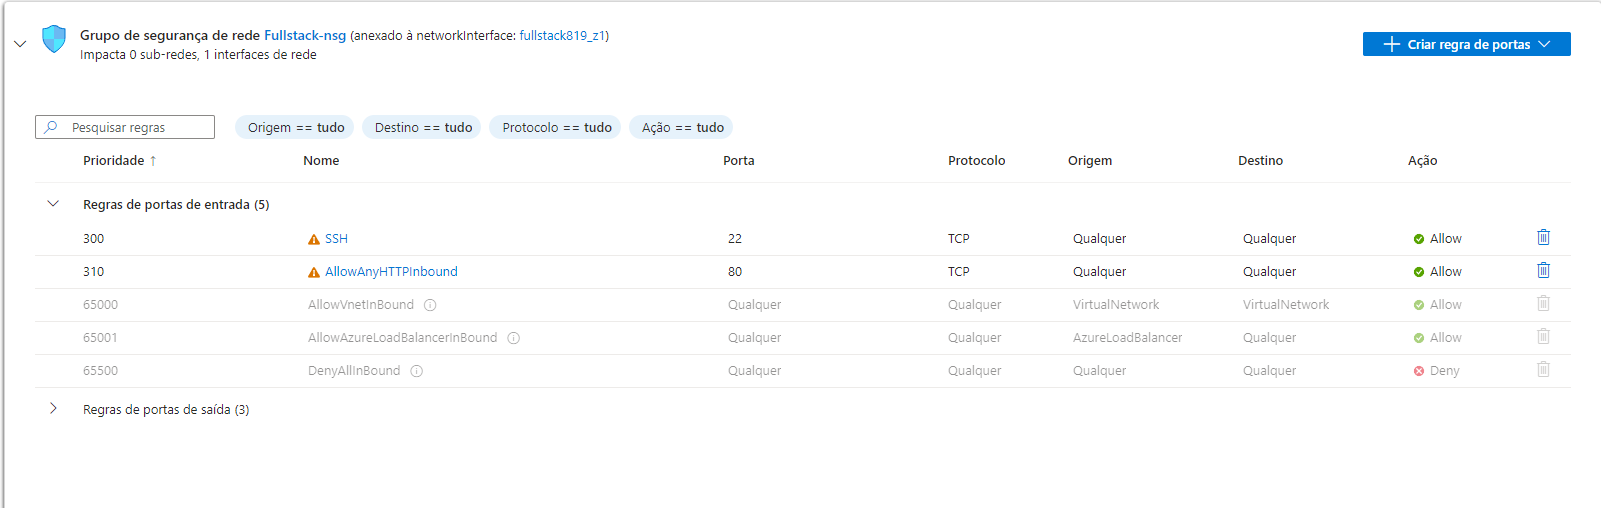 Grupo de segurança de rede Fullstack-nsg (anexado à networkInterface: fullstack819_z1)
Impacta 0 sub-redes, 1 interfaces de rede
Criar regra de portas
Pesquisar regras
Origem == tudo
Destino == tudo
Protocolo == tudo
Ação == tudo
Prioridade ↑ Nome Porta Protocolo Origem Destino Ação
Regras de portas de entrada (5)
300 SSH 22 TCP Qualquer Qualquer Allow
310 AllowAnyHTTPInbound 80 TCP Qualquer Qualquer Allow
65000 AllowVnetInBound Qualquer Qualquer VirtualNetwork VirtualNetwork Allow
65001 AllowAzureLoadBalancerInBound Qualquer Qualquer AzureLoadBalancer Qualquer Allow
65500 DenyAllInBound Qualquer Qualquer Qualquer Qualquer Deny
Regras de portas de saída (3)